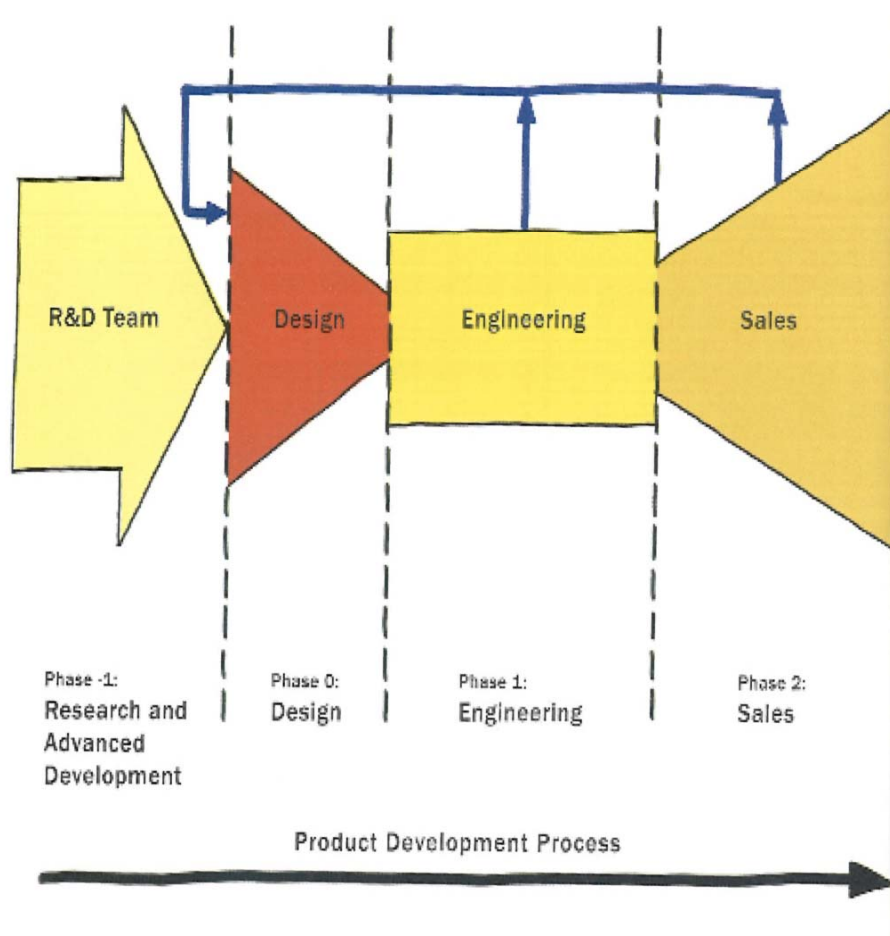 R&D Team
Design
Engineering
Sales
Phase -1:
Research and
Advanced
Development
Phase 0:
Design
Phase 1:
Engineering
Phase 2:
Sales
Product Development Process